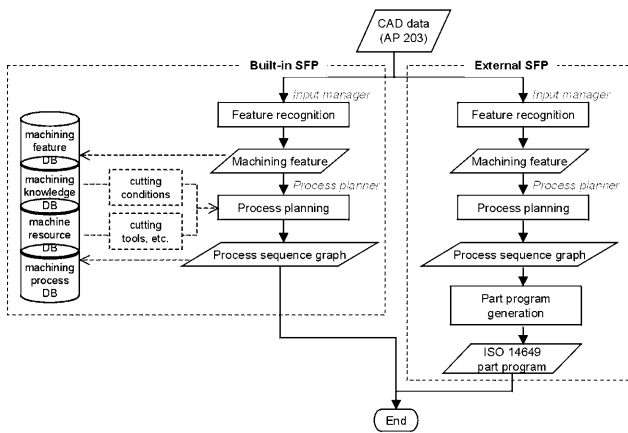 CAD data
(AP 203)
Built-in SFP
External SFP
Input manager
Feature recognition
Machining feature
Process planner
Process planning
Process sequence graph
machining
feature
DB
machining
knowledge
DB
machine
resource
DB
machining
process
DB
cutting
conditions
cutting
tools, etc.
Input manager
Feature recognition
Machining feature
Process planner
Process planning
Process sequence graph
Part program
generation
ISO 14649
part program
End